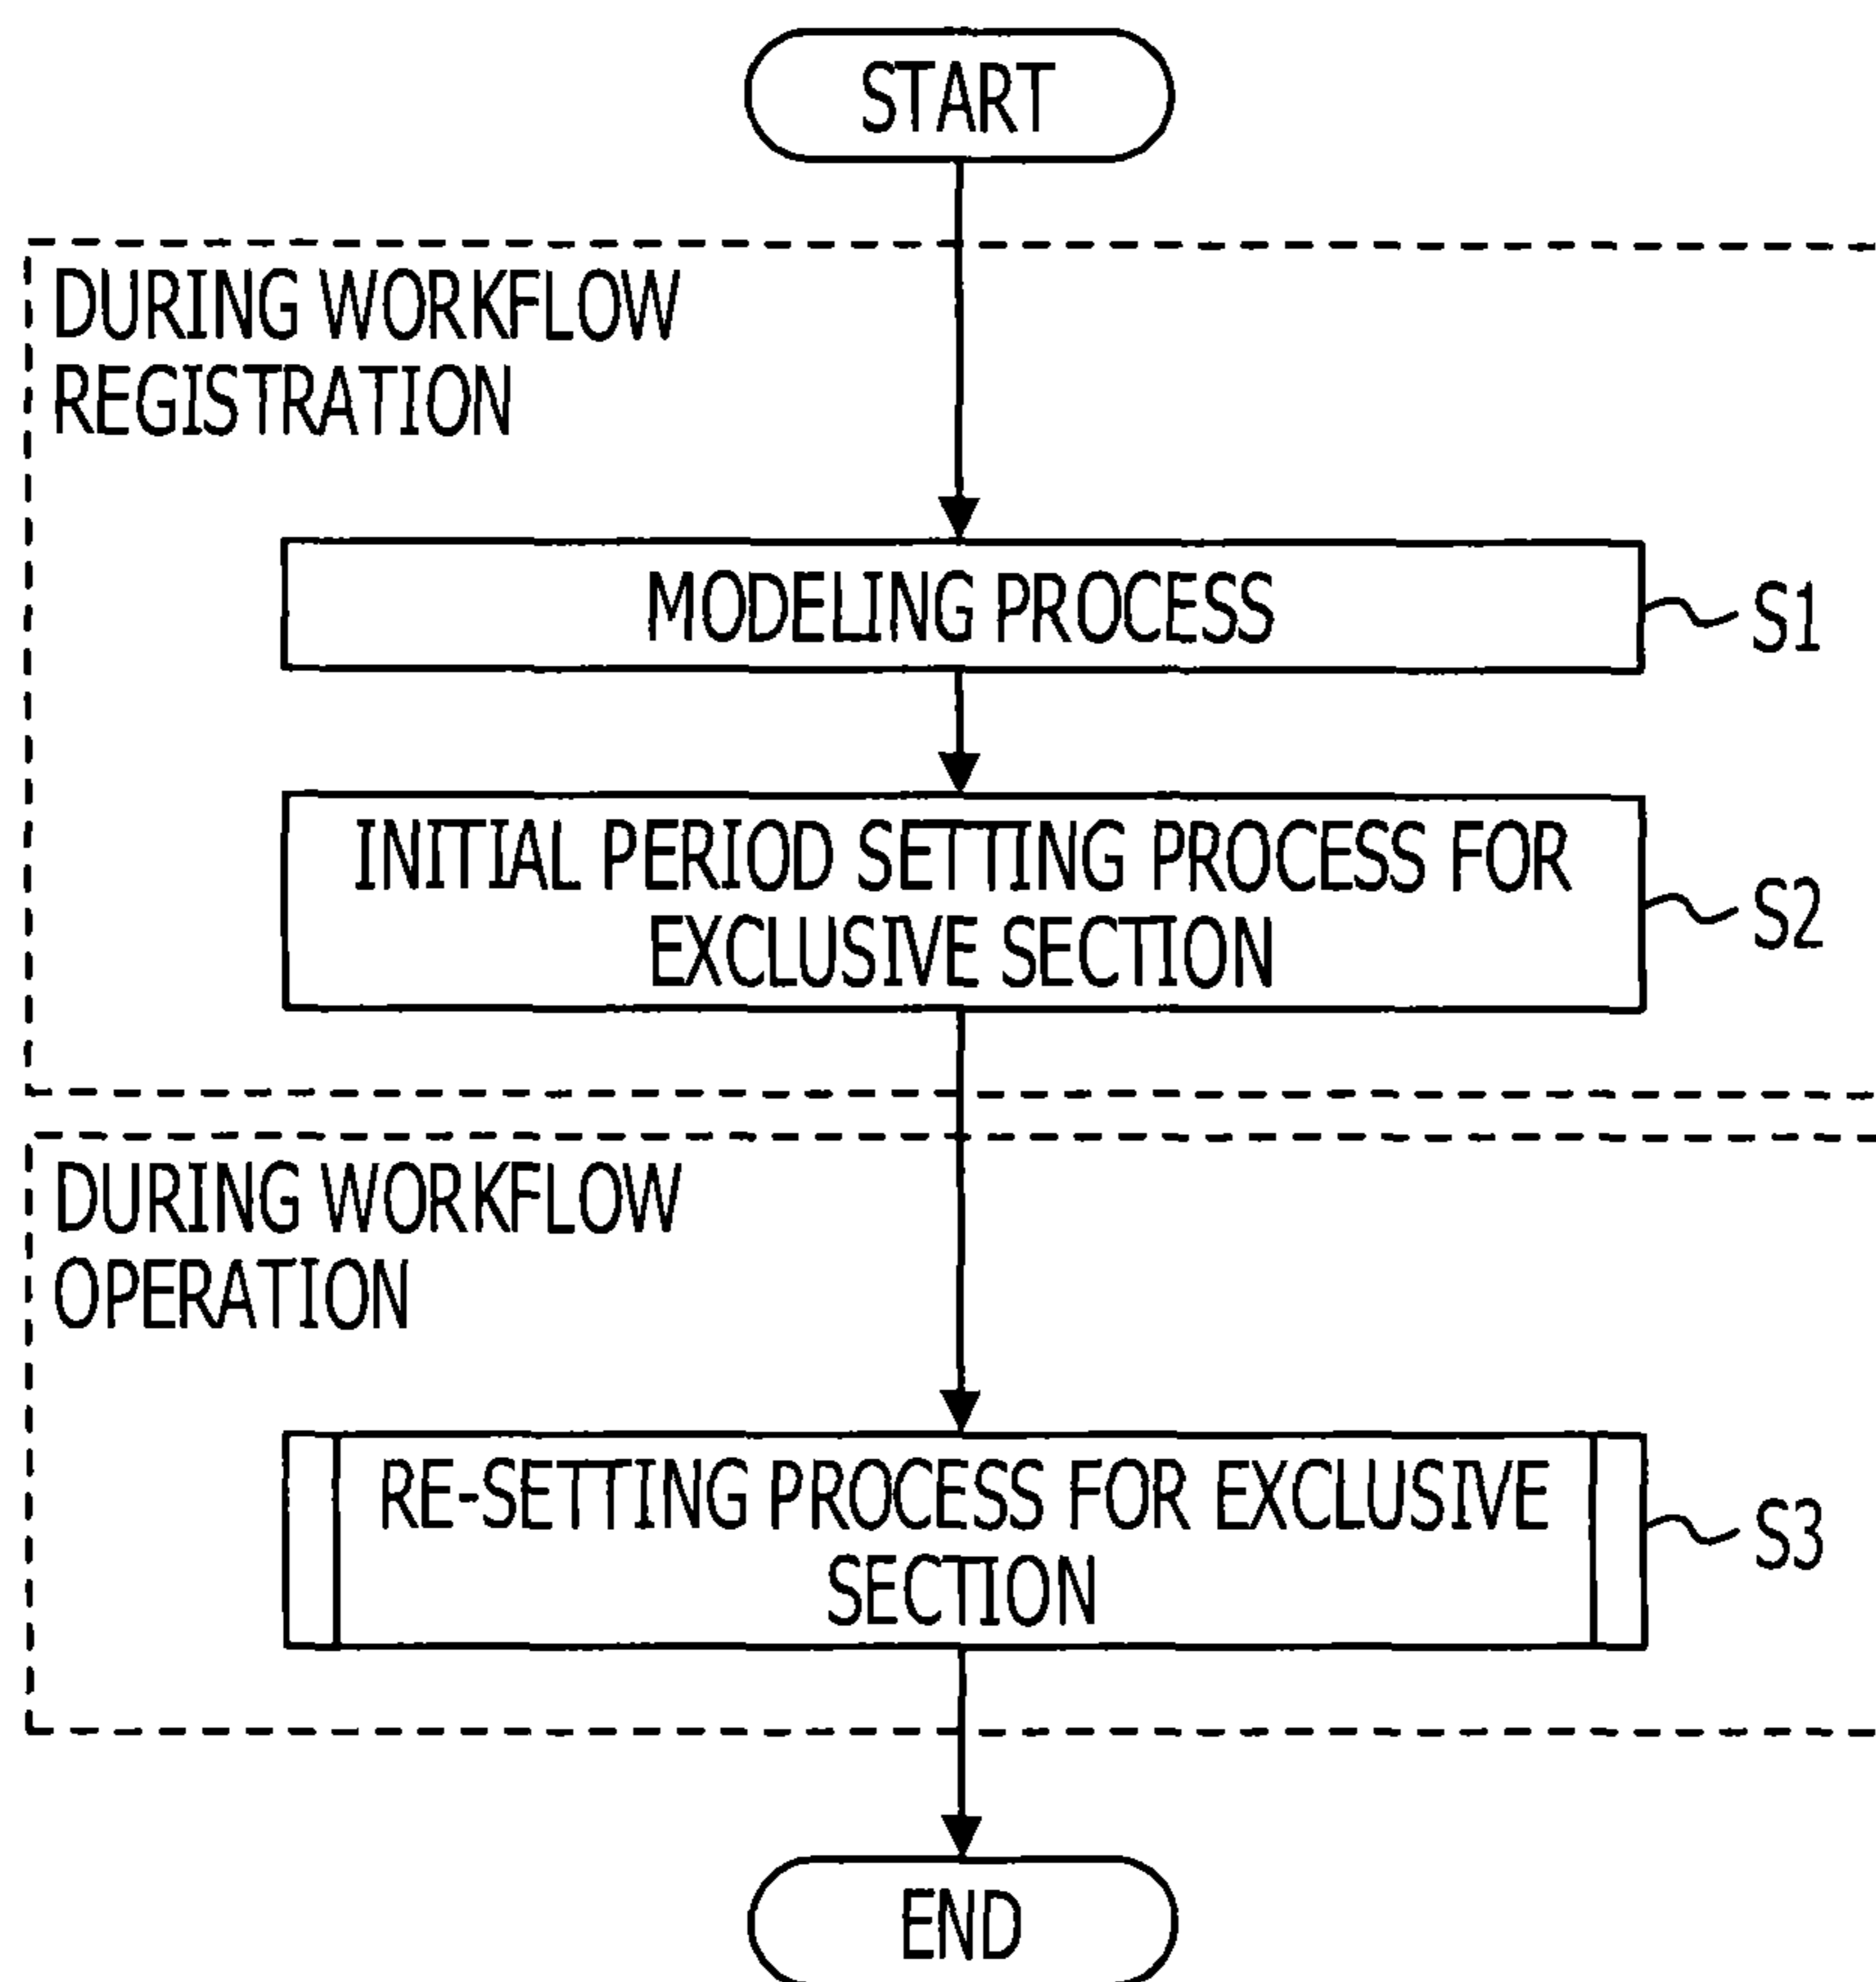 START
DURING WORKFLOW
REGISTRATION
MODELING PROCESS
S1
INITIAL PERIOD SETTING PROCESS FOR
EXCLUSIVE SECTION
S2
DURING WORKFLOW
OPERATION
RE-SETTING PROCESS FOR EXCLUSIVE
SECTION
S3
END